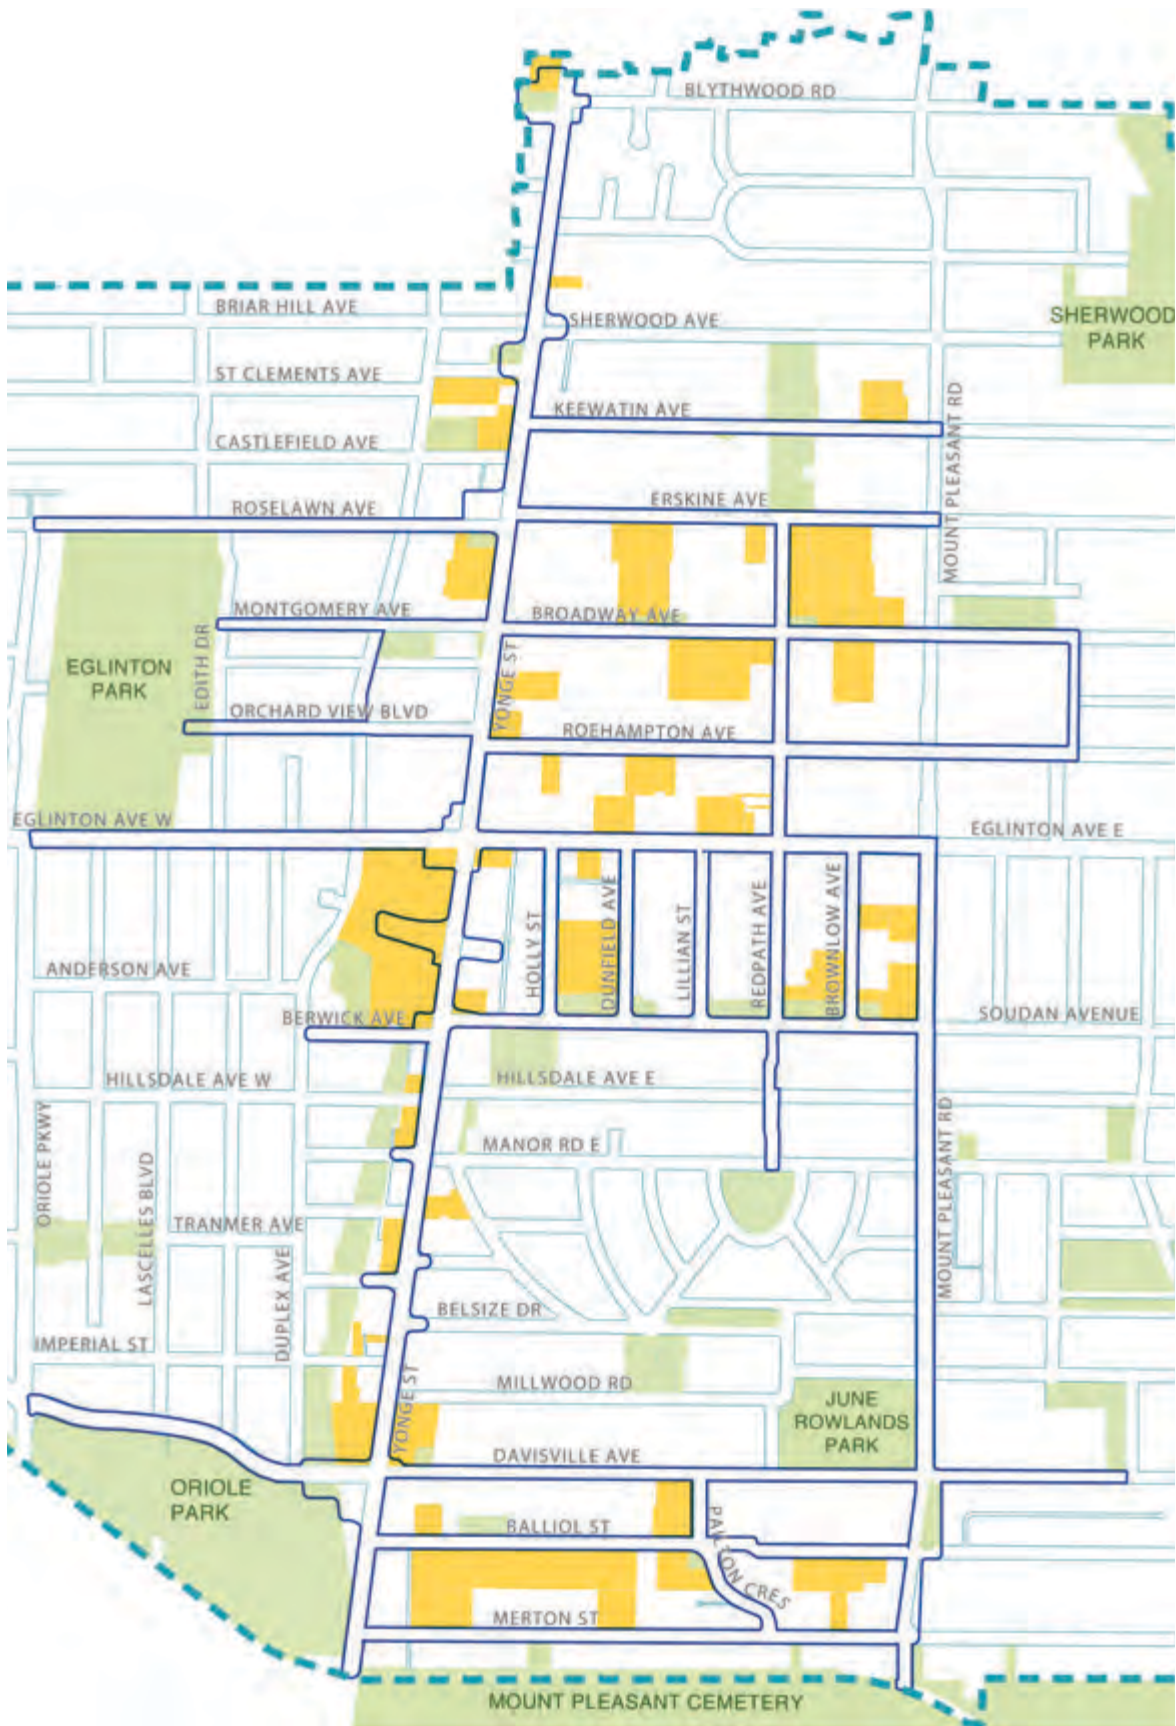 BLYTHWOOD RD
BRIAR HILL AVE
SHERWOOD AVE
SHERWOOD
PARK
ST CLEMENTS AVE
KEEWATIN AVE
MOUNT PLEASANT RD
CASTLEFIELD AVE
ROSELAWN AVE
ERSKINE AVE
MONTGOMERY AVE
BROADWAY AVE
EGLINTON
PARK
EDITH DR
YONGE ST
ORCHARD VIEW BLVD
ROEHAMPTON AVE
EGLINTON AVE W
EGLINTON AVE E
HOLLY ST
DUNFIELD AVE
LILLIAN ST
REDPATH AVE
BROWNLOW AVE
ANDERSON AVE
BERWICK AVE
SOUDAN AVENUE
HILLSDALE AVE W
HILLSDALE AVE E
ORIOLE PKWY
LASCELLES BLVD
MANOR RD E
MOUNT PLEASANT RD
TRANMER AVE
DUPLEX AVE
BELSIZE DR
IMPERIAL ST
YONGE ST
MILLWOOD RD
JUNE
ROWLANDS
PARK
DAVISVILLE AVE
ORIOLE
PARK
BALLIOL ST
PAILTON CRES
MERTON ST
MOUNT PLEASANT CEMETERY